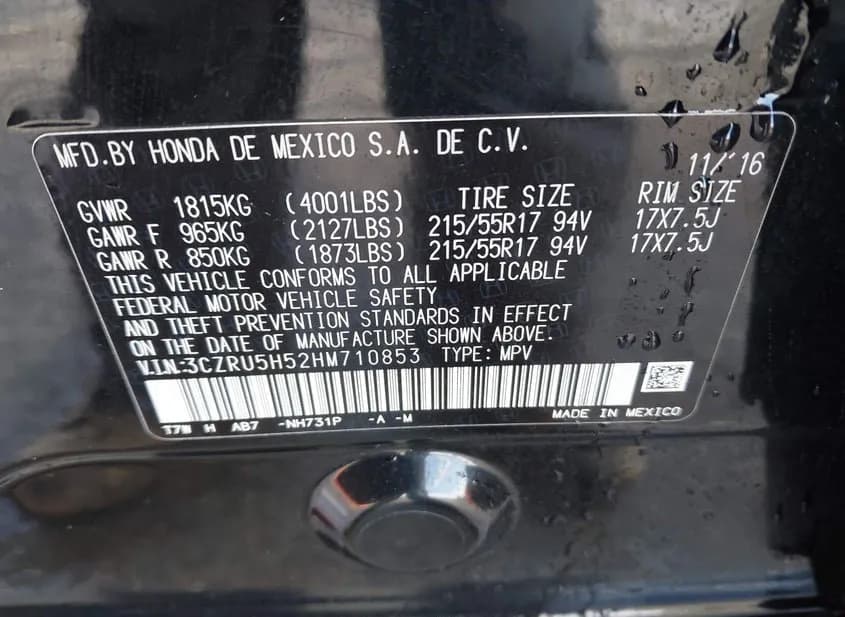 MFD.BY HONDA DE MEXICO S.A. DE C.V.
11/'16
GVWR 1815KG (4001LBS) TIRE SIZE RIM SIZE
GAWR F 965KG (2127LBS) 215/55R17 94V 17X7.5J
GAWR R 850KG (1873LBS) 215/55R17 94V 17X7.5J
THIS VEHICLE CONFORMS TO ALL APPLICABLE
FEDERAL MOTOR VEHICLE SAFETY
AND THEFT PREVENTION STANDARDS IN EFFECT
ON THE DATE OF MANUFACTURE SHOWN ABOVE.
V.I.N:3CZRU5H52HM710853 TYPE: MPV
T7W H AB7 -NH731P -A -M MADE IN MEXICO